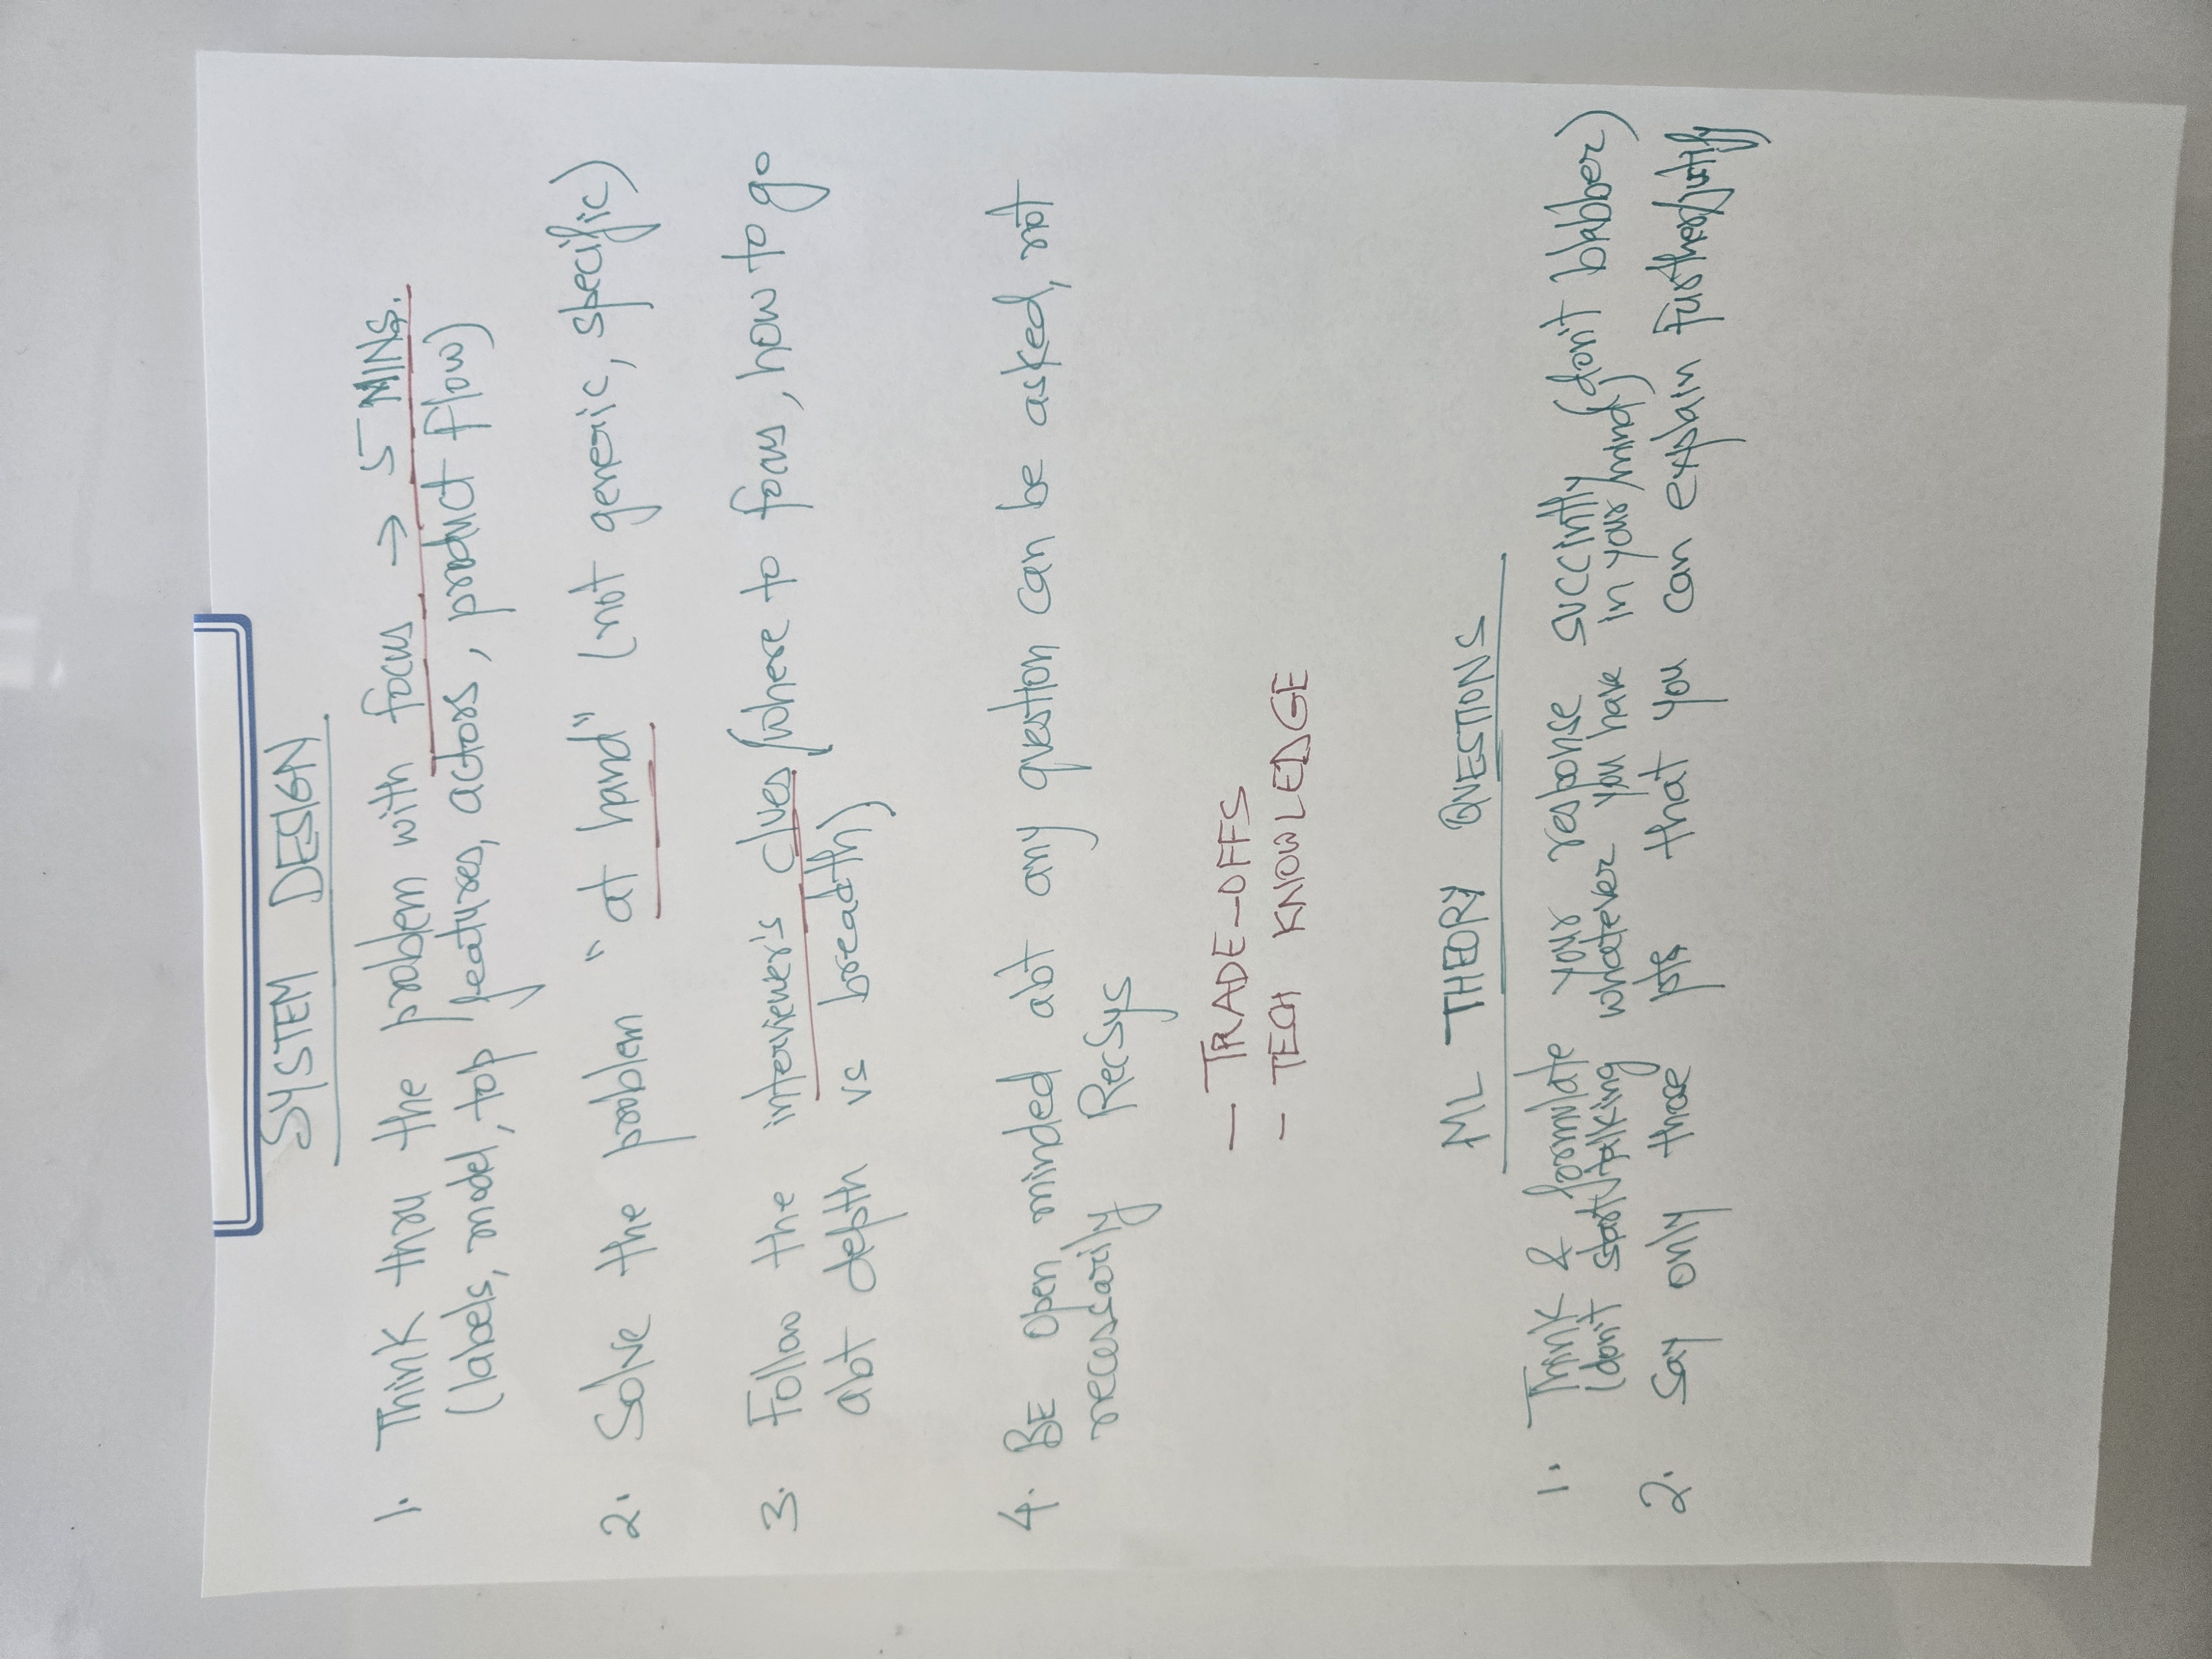 SYSTEM DESIGN
1. Think thru the problem with focus → 5 MINS.
(labels, model, top features, actors, product flow)
2. Solve the problem "at hand" (not generic, specific)
3. Follow the interviewer's clues (where to focus, how to go
abt depth vs breadth)
4. BE open minded abt any question can be asked, not
necessarily RecSys
- TRADE-OFFS
- TECH KNOWLEDGE
ML THEORY QUESTIONS
1. Think & formulate your response succintly (don't blabber)
(don't start talking whatever you have in your mind)
2. Say only those pts that you can explain further/justify